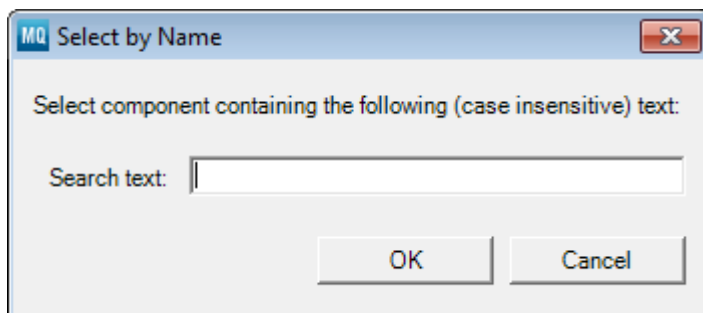 MQ Select by Name
Select component containing the following (case insensitive) text:
Search text:
OK Cancel